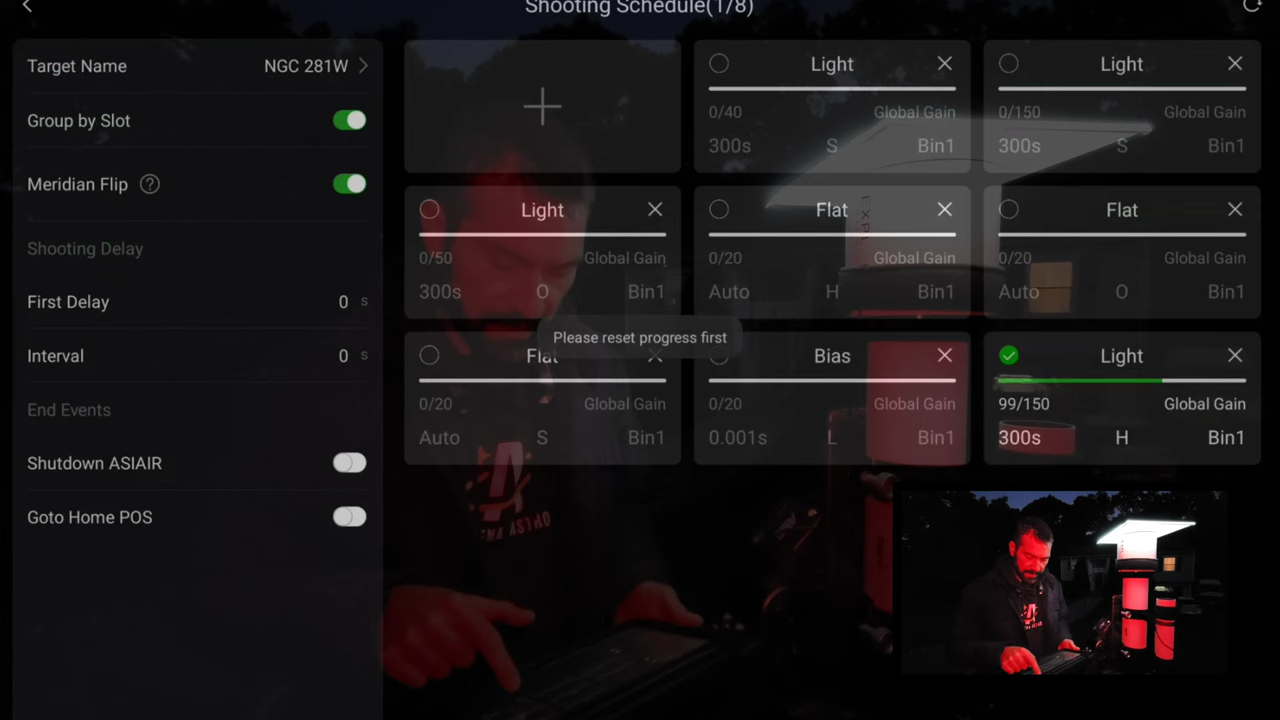 Shooting Schedule(1/8)
Target Name NGC 281W
Group by Slot
Meridian Flip ?
Shooting Delay
First Delay 0 s
Interval 0 s
End Events
Shutdown ASIAIR
Goto Home POS
Light
0/40 Global Gain
300s S Bin1
Light
0/150 Global Gain
300s S Bin1
Light
0/50 Global Gain
300s O Bin1
Flat
0/20 Global Gain
Auto H Bin1
Flat
0/20 Global Gain
Auto O Bin1
Please reset progress first
Flat
0/20 Global Gain
Auto S Bin1
Bias
0/20 Global Gain
0.001s L Bin1
Light
99/150 Global Gain
300s H Bin1